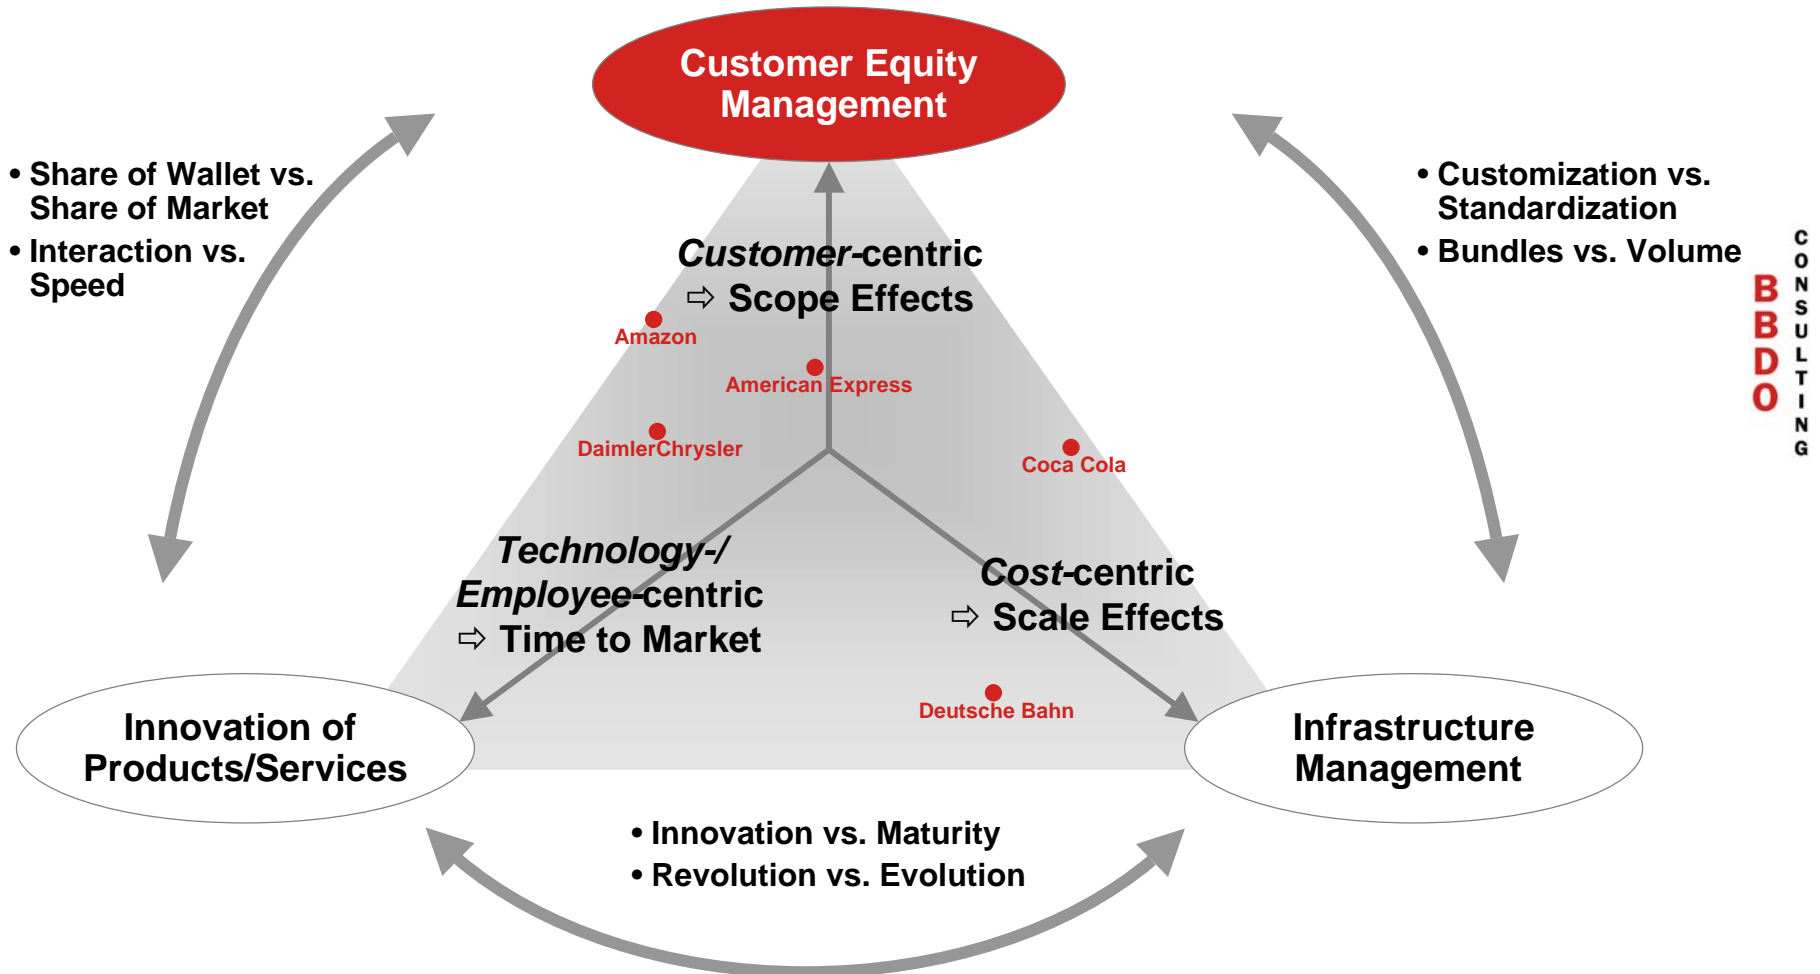 Customer Equity
Management
• Share of Wallet vs.
Share of Market
• Interaction vs.
Speed
• Customization vs.
Standardization
• Bundles vs. Volume
BBDO
CONSULTING
Customer-centric
⇨ Scope Effects
Amazon
American Express
DaimlerChrysler
Coca Cola
Technology-/
Employee-centric
⇨ Time to Market
Cost-centric
⇨ Scale Effects
Deutsche Bahn
Innovation of
Products/Services
Infrastructure
Management
• Innovation vs. Maturity
• Revolution vs. Evolution